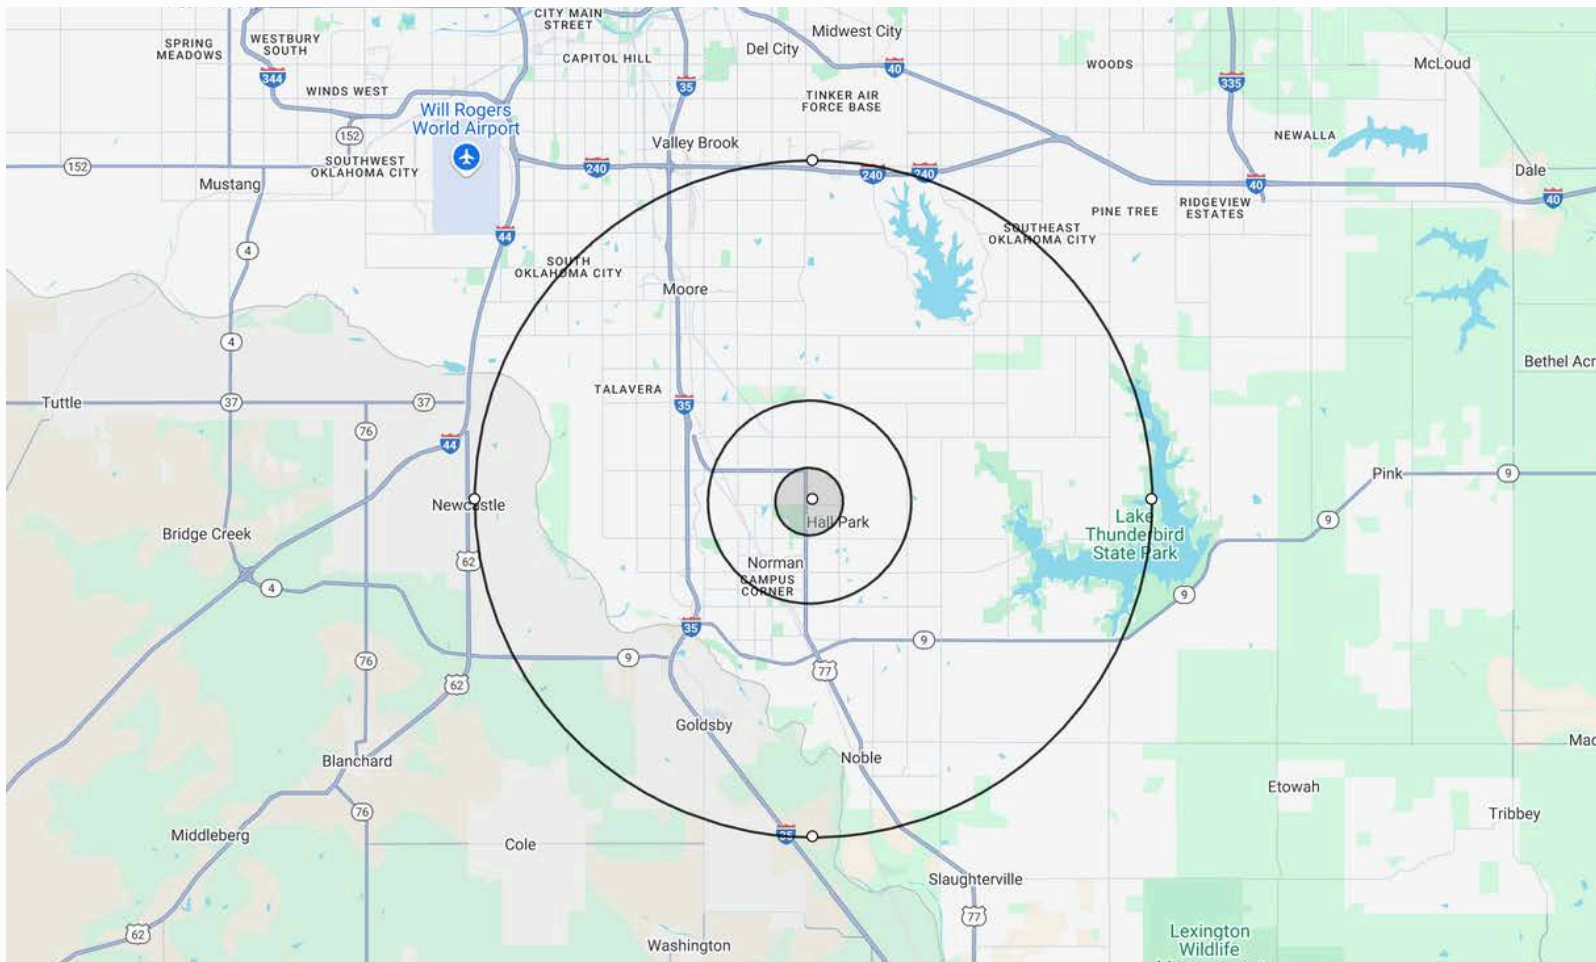 CITY MAIN
STREET
Midwest City
SPRING
MEADOWS
WESTBURY
SOUTH
Del City
CAPITOL HILL
WOODS
McLoud
40
344
335
35
WINDS WEST
TINKER AIR
FORCE BASE
Will Rogers
World Airport
152
NEWALLA
Valley Brook
152
SOUTHWEST
OKLAHOMA CITY
240
240
240
Dale
Mustang
40
40
PINE TREE
RIDGEVIEW
ESTATES
44
SOUTHEAST
OKLAHOMA CITY
4
SOUTH
OKLAHOMA CITY
Moore
4
Bethel Acr
TALAVERA
Tuttle
37
37
35
76
44
Pink
9
Newcastle
Hall Park
Lake
Thunderbird
State Park
9
Bridge Creek
62
Norman
CAMPUS
CORNER
4
9
35
9
9
76
77
62
Goldsby
Mac
Noble
Blanchard
Etowah
76
Tribbey
Middleberg
35
Cole
Slaughterville
77
62
Washington
Lexington
Wildlife